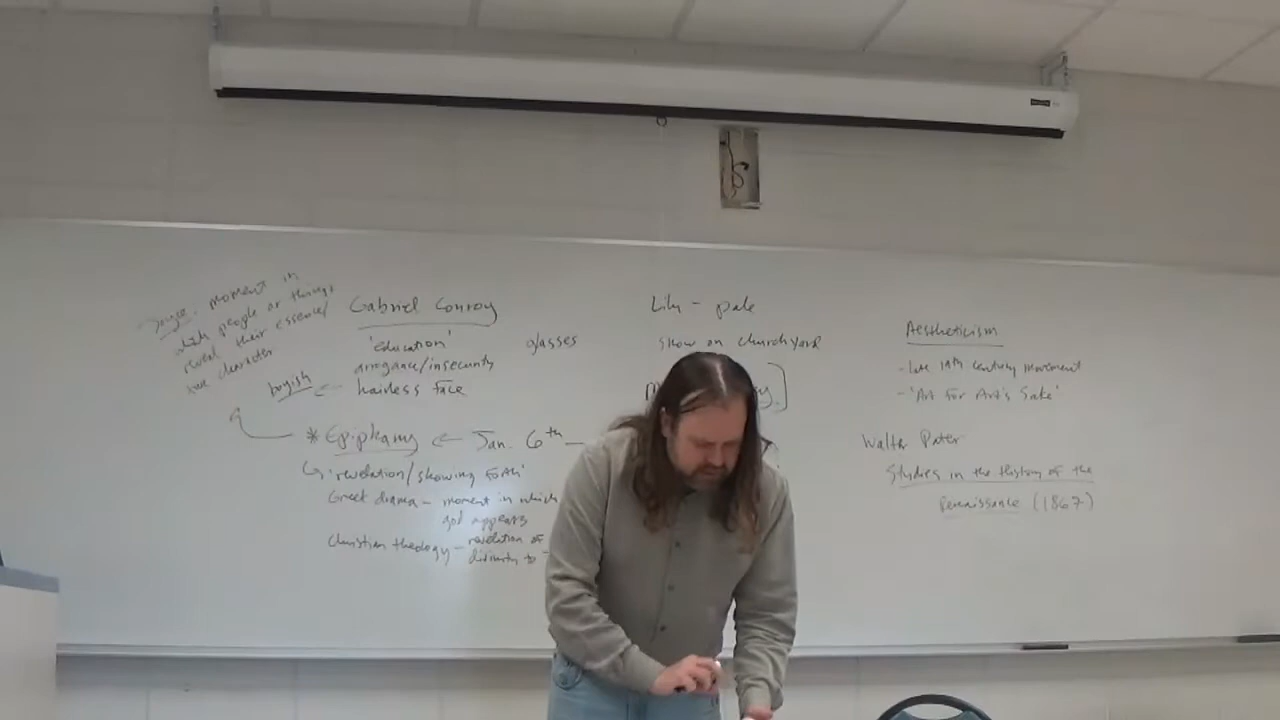 Joyce - moment in
which people or things
reveal their essence/
true character
Gabriel Conroy
'education'
arrogance/insecurity
boyish ← hairless face
glasses
* Epiphany ← Jan. 6th
↳ 'revelation/showing forth'
Greek drama - moment in which
god appears
Christian theology - revelation of
divinity to
Lily - pale
snow on churchyard
Aestheticism
- late 19th century movement
- 'Art for Art's Sake'
Walter Pater
Studies in the History of the
Renaissance (1867)